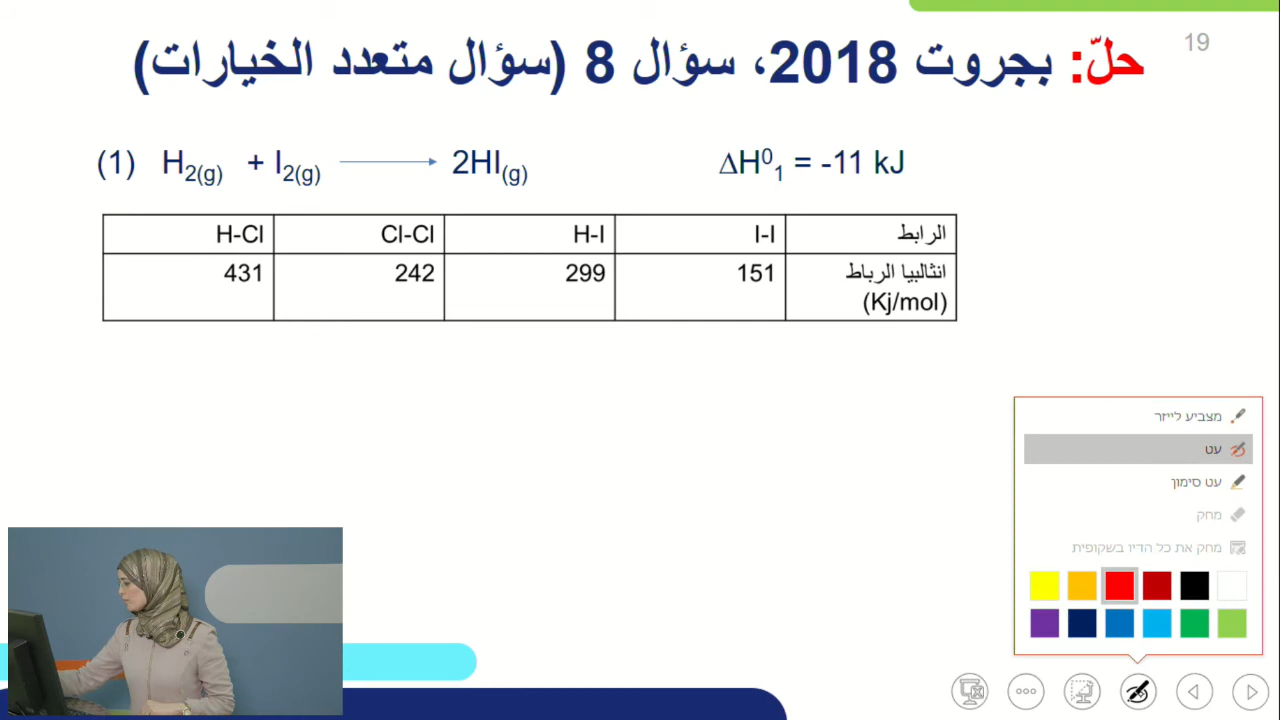 19
حلّ: بجروت 2018، سؤال 8 (سؤال متعدد الخيارات)
(1) H2(g) + I2(g) → 2HI(g) ΔH⁰1 = -11 kJ
H-Cl Cl-Cl H-I I-I الرابط
431 242 299 151 انثالبيا الرباط
(Kj/mol)
מצביע לייזר
עט
עט סימון
מחק
מחק את כל הדיו בשקופית